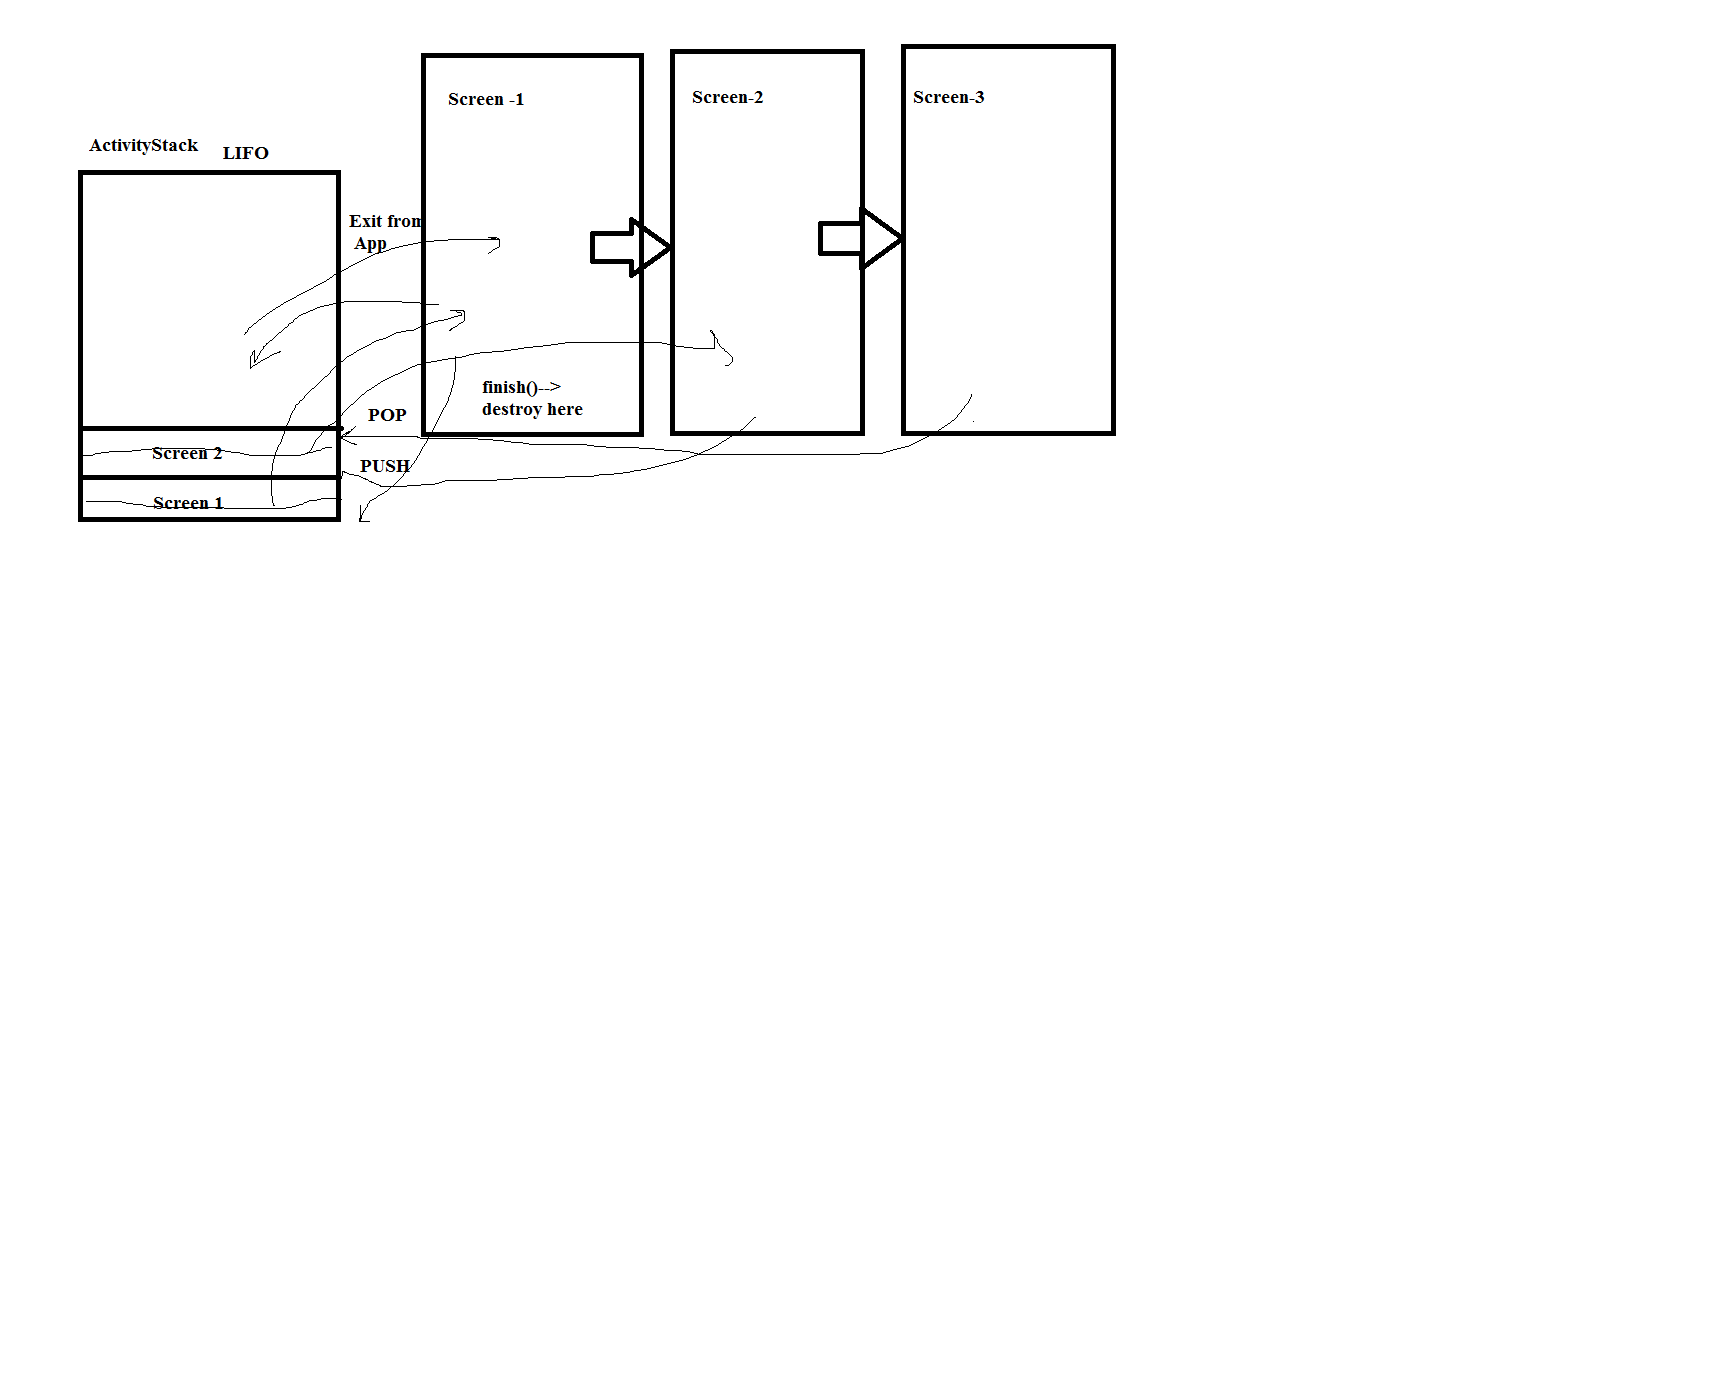 Screen -1
Screen-2
Screen-3
ActivityStack
LIFO
Exit from
App
finish()-->
destroy here
POP
Screen 2
PUSH
Screen 1